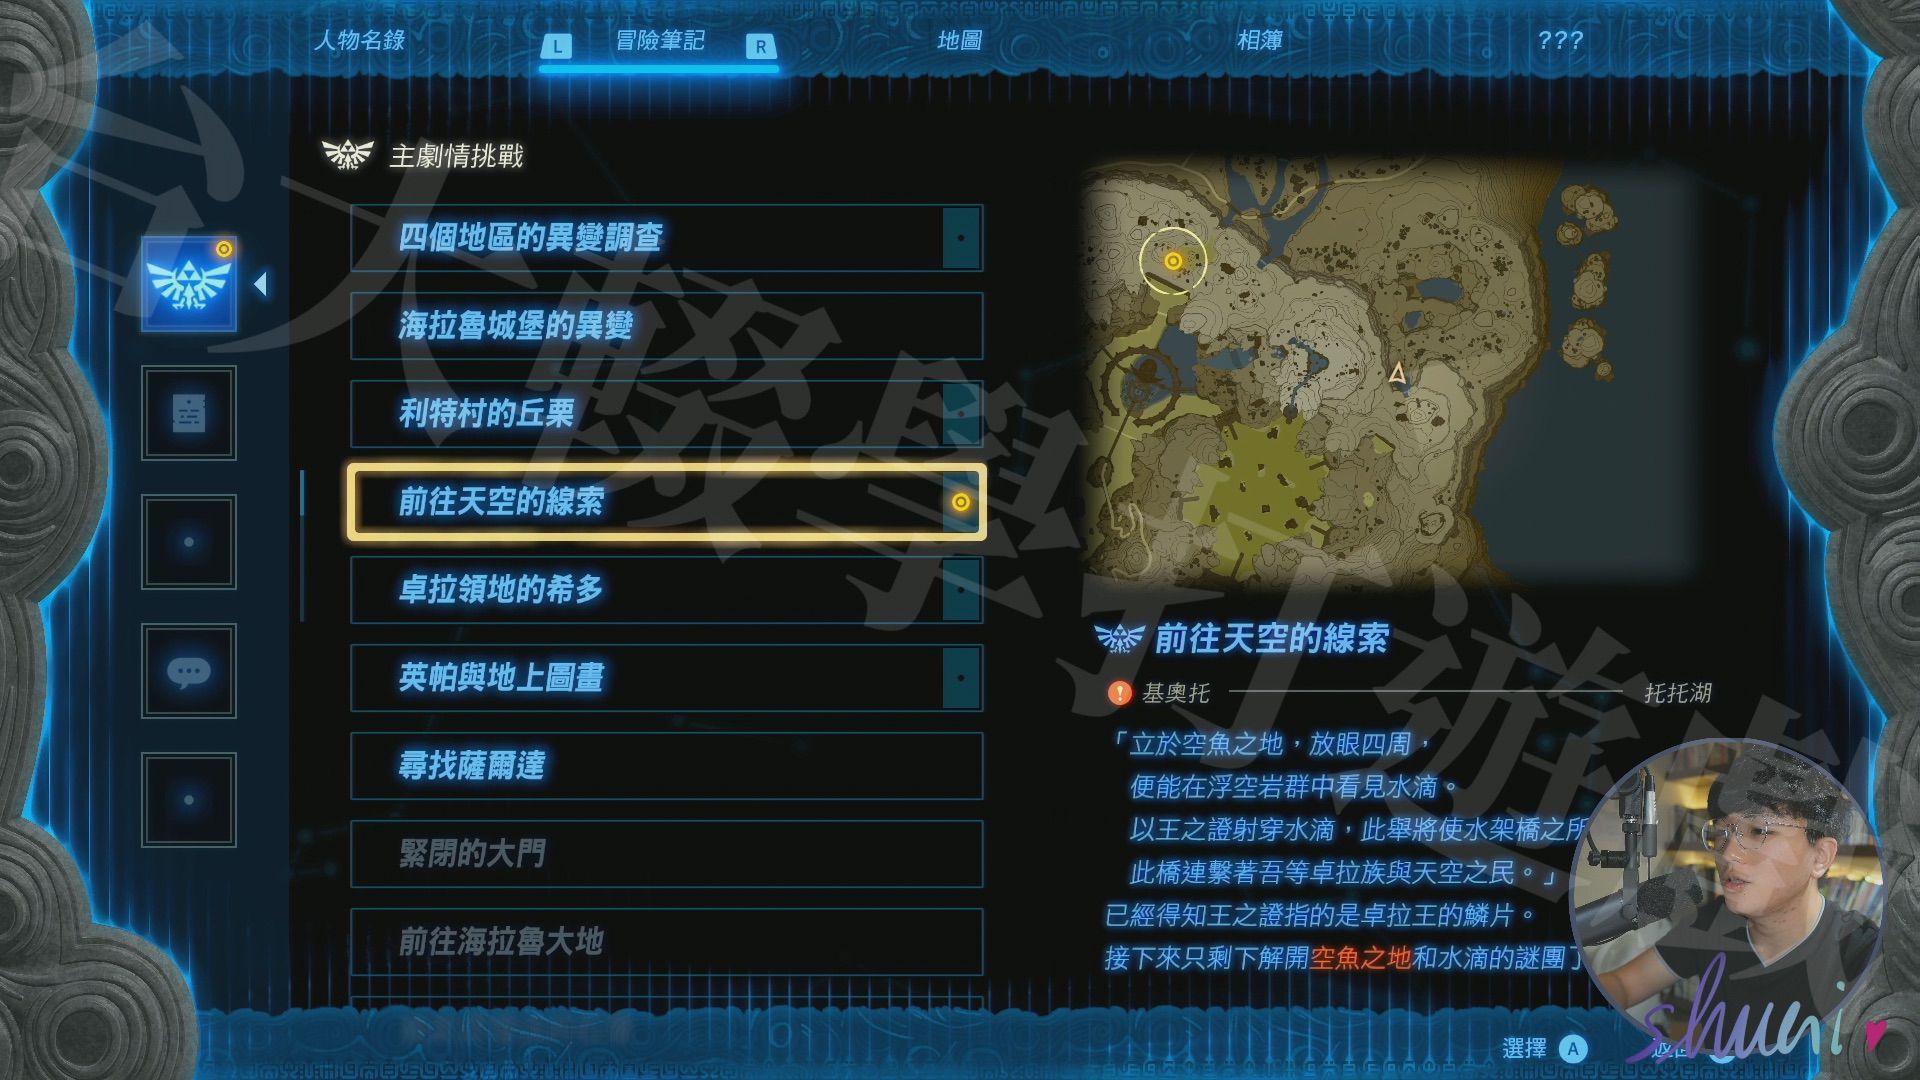 人物名錄
L
冒險筆記
R
地圖
相簿
???
主劇情挑戰
四個地區的異變調查
海拉魯城堡的異變
利特村的丘栗
前往天空的線索
卓拉領地的希多
英帕與地上圖畫
尋找薩爾達
緊閉的大門
前往海拉魯大地
前往天空的線索
基奧托
托托湖
「立於空魚之地，放眼四周，
便能在浮空岩群中看見水滴。
以王之證射穿水滴，此舉將使水架橋之所
此橋連繫著吾等卓拉族與天空之民。」
已經得知王之證指的是卓拉王的鱗片。
接下來只剩下解開空魚之地和水滴的謎團了
選擇 A
shuni